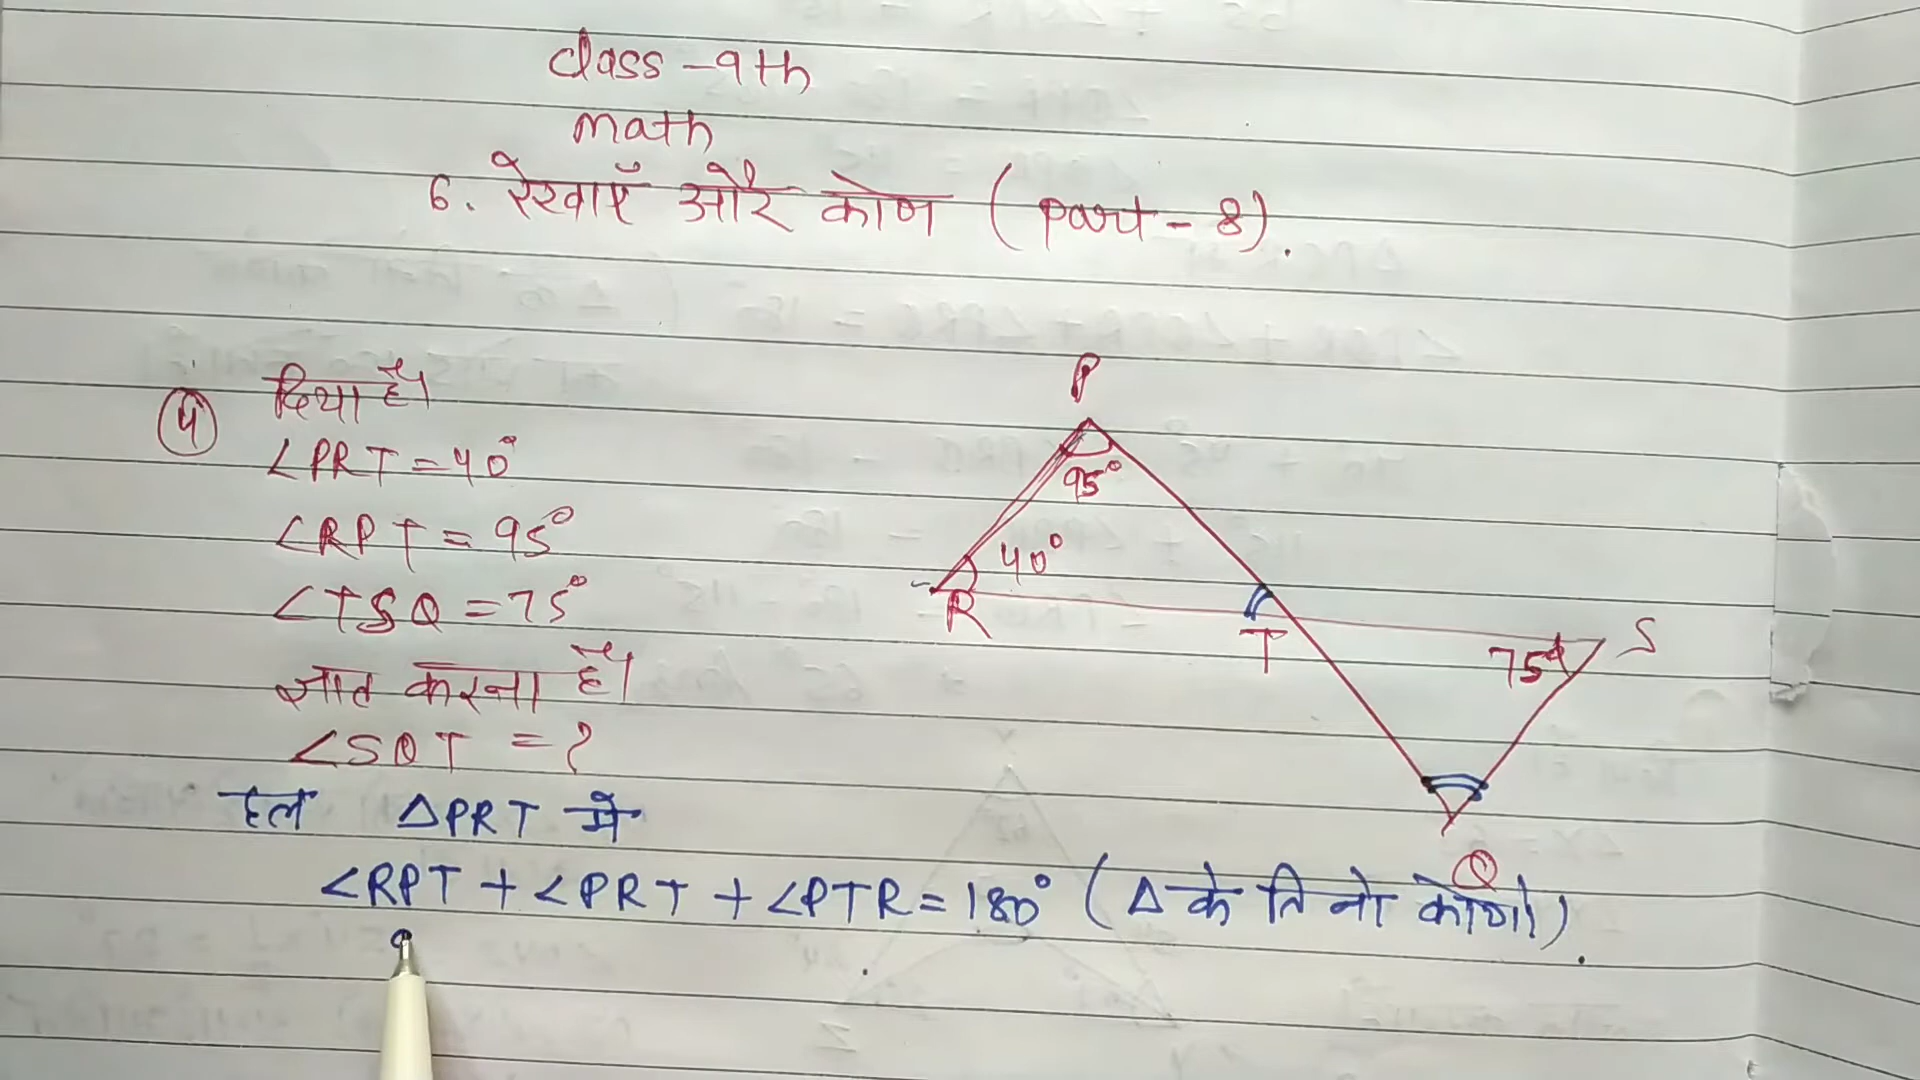 class - 9th
math
6. रेखाएँ और कोण ( part - 8).
4 दिया है।
∠PRT = 40°
∠RPT = 95°
∠TSQ = 75°
ज्ञात करना है।
∠SQT = ?
हल ΔPRT में
∠RPT + ∠PRT + ∠PTR = 180° ( Δ के तिनो कोणो).
P
95°
40°
R
T
75°
S
Q